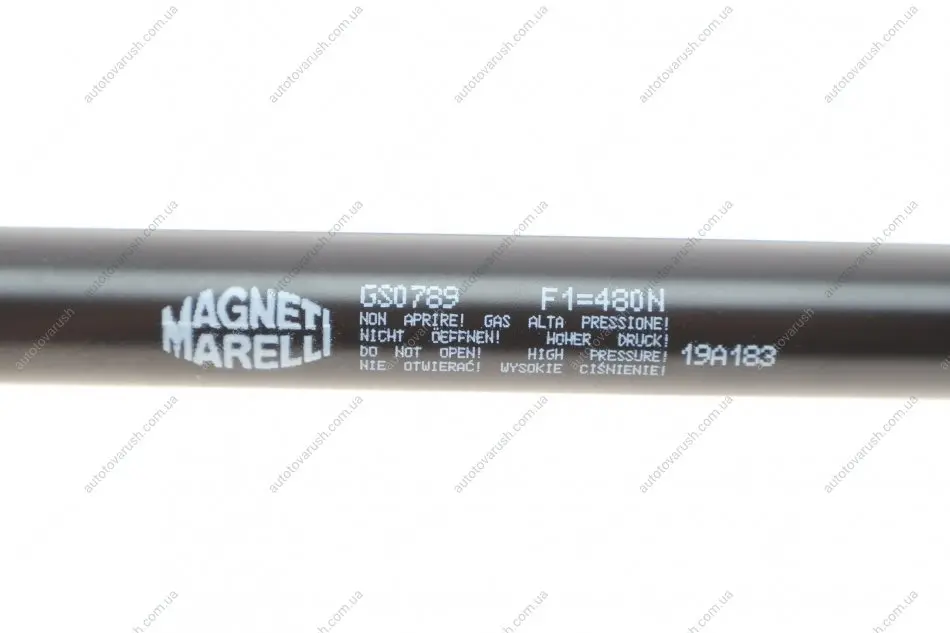 MAGNETI
MARELLI
GS0789 F1=480N
NON APRIRE! GAS ALTA PRESSIONE!
NICHT ÖEFFNEN! HOHER DRUCK!
DO NOT OPEN! HIGH PRESSURE!
NIE OTWIERAĆ! WYSOKIE CIŚNIENIE!
19A183
autotovarush.com.ua